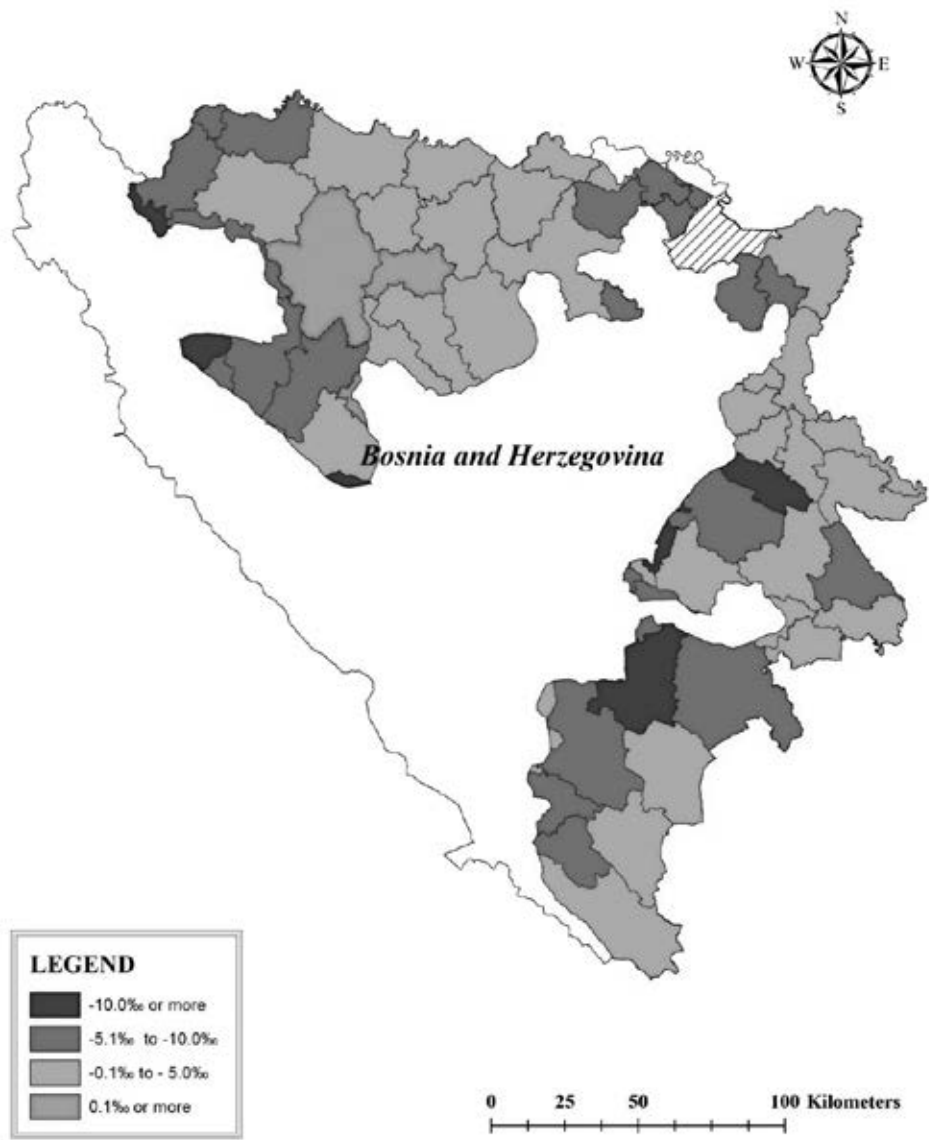 N
W E
S
Bosnia and Herzegovina
LEGEND
-10.0‰ or more
-5.1‰ to -10.0‰
-0.1‰ to - 5.0‰
0.1‰ or more
0 25 50 100 Kilometers